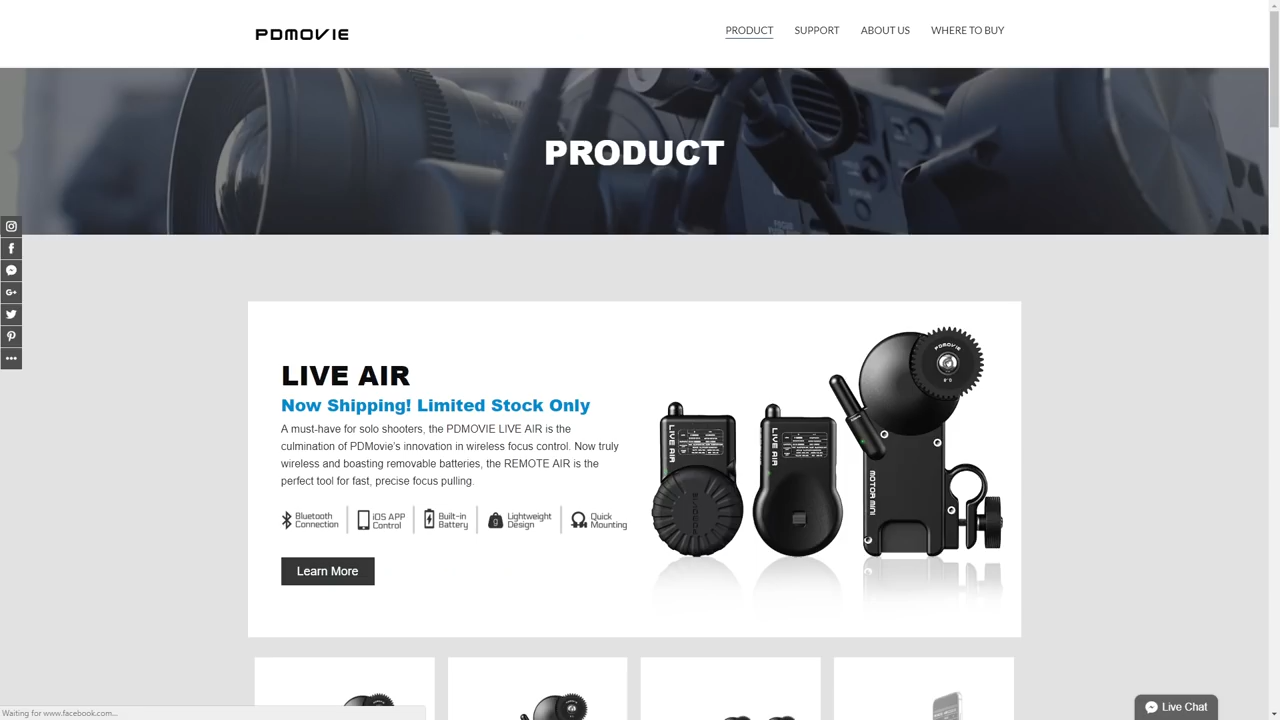 PDMOVIE
PRODUCT
SUPPORT
ABOUT US
WHERE TO BUY
PRODUCT
LIVE AIR
Now Shipping! Limited Stock Only
A must-have for solo shooters, the PDMOVIE LIVE AIR is the
culmination of PDMovie's innovation in wireless focus control. Now truly
wireless and boasting removable batteries, the REMOTE AIR is the
perfect tool for fast, precise focus pulling.
Bluetooth
Connection
iOS APP
Control
Built-in
Battery
Lightweight
Design
Quick
Mounting
Learn More
LIVE AIR
LIVE AIR
PDMOVIE
MOTOR MINI
PDMOVIE
Live Chat
Waiting for www.facebook.com...